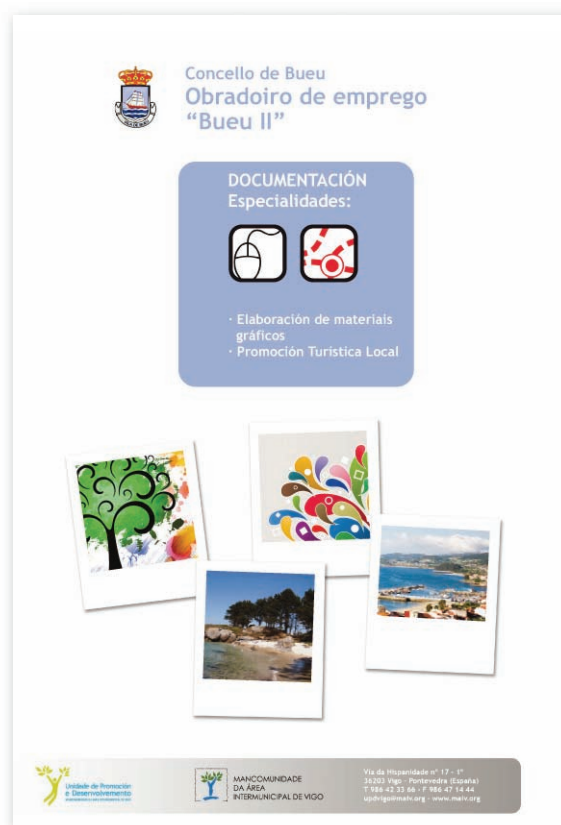 Concello de Bueu
Obradoiro de emprego
“Bueu II”
DOCUMENTACIÓN
Especialidades:
· Elaboración de materiais
gráficos
· Promoción Turística Local
Unidade de Promoción
e Desenvolvemento
MANCOMUNIDADE
DA ÁREA
INTERMUNICIPAL DE VIGO
Vía da Hispanidade nº 17 - 1º
36203 Vigo - Pontevedra (España)
T 986 42 33 66 - F 986 47 14 44
updvigo@maiv.org - www.maiv.org